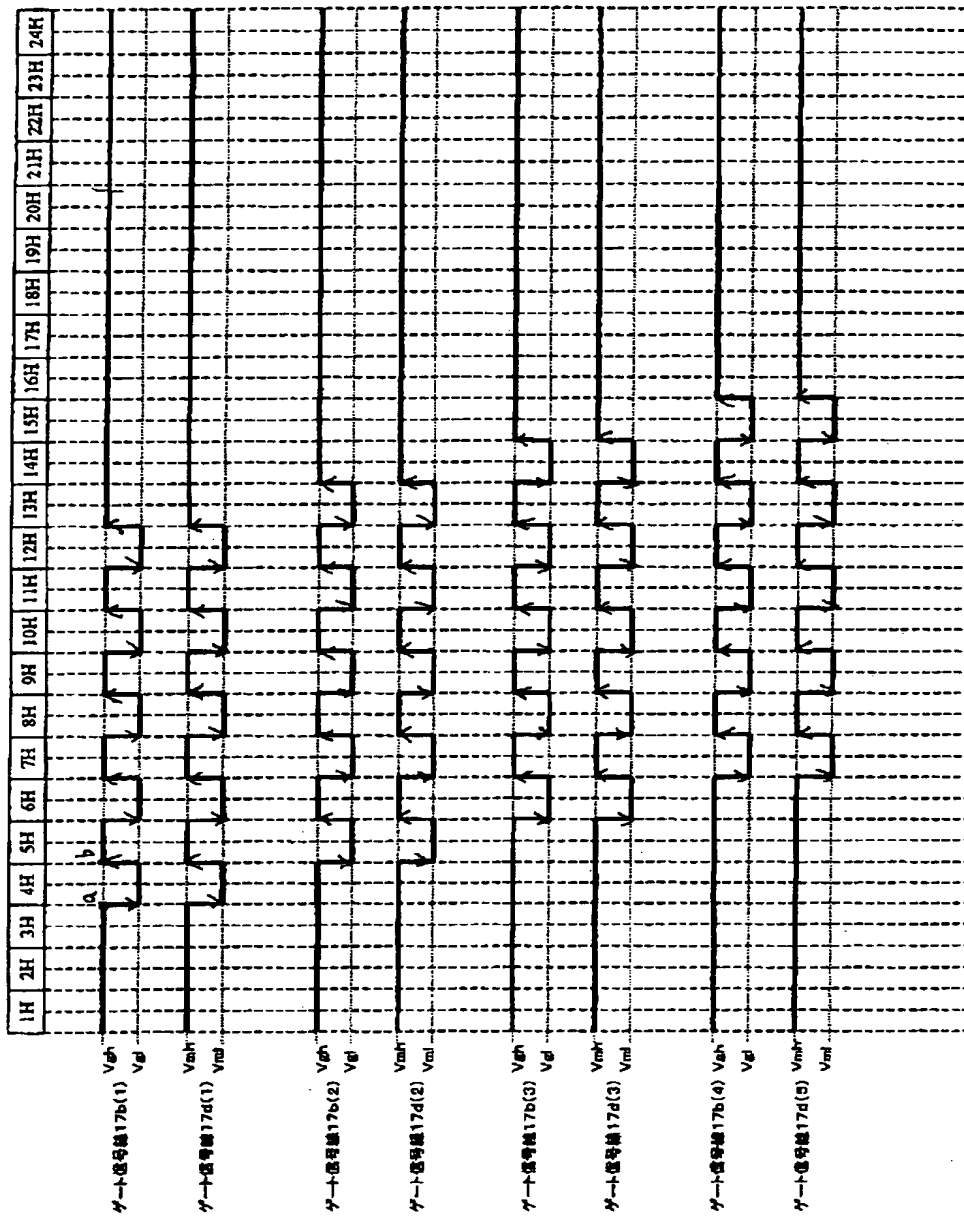 1H 2H 3H 4H 5H 6H 7H 8H 9H 10H 11H 12H 13H 14H 15H 16H 17H 18H 19H 20H 21H 22H 23H 24H
a b
ゲート信号線17b(1) Vgh
Vgl
ゲート信号線17d(1) Vmh
Vml
ゲート信号線17b(2) Vgh
Vgl
ゲート信号線17d(2) Vmh
Vml
ゲート信号線17b(3) Vgh
Vgl
ゲート信号線17d(3) Vmh
Vml
ゲート信号線17b(4) Vgh
Vgl
ゲート信号線17d(5) Vmh
Vml